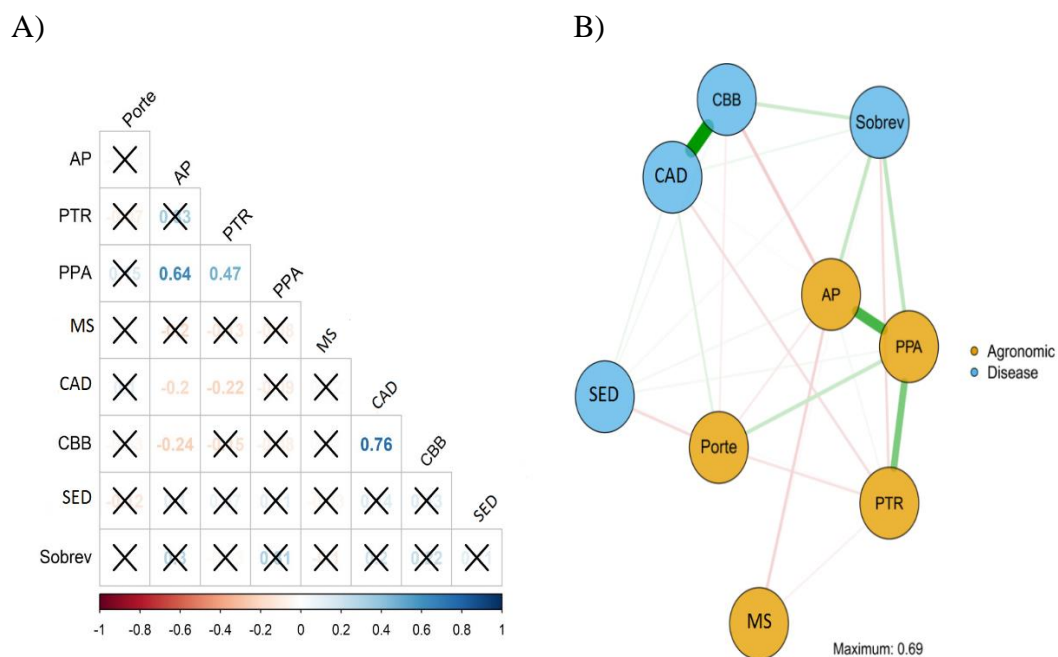 A)
B)
Porte
AP
AP
PTR
PTR
PPA 0.64 0.47
PPA
MS
MS
CAD -0.2 -0.22
CAD
CBB -0.24 0.76
CBB
SED
SED
Sobrev
-1 -0.8 -0.6 -0.4 -0.2 0 0.2 0.4 0.6 0.8 1
CBB
Sobrev
CAD
AP
PPA
Agronomic
Disease
SED
Porte
PTR
MS
Maximum: 0.69